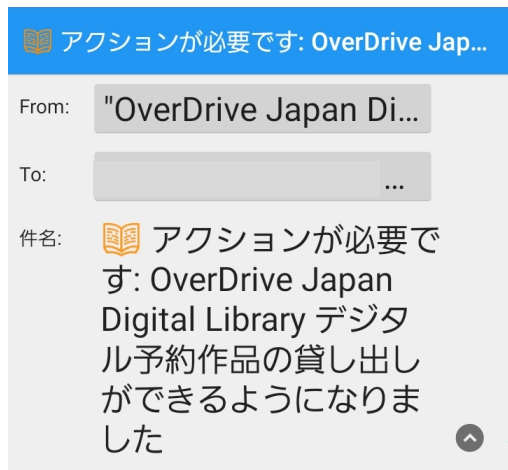 アクションが必要です: OverDrive Jap...
From: "OverDrive Japan Di...
To: ...
件名: アクションが必要で
す: OverDrive Japan
Digital Library デジタ
ル予約作品の貸し出し
ができるようになりま
した